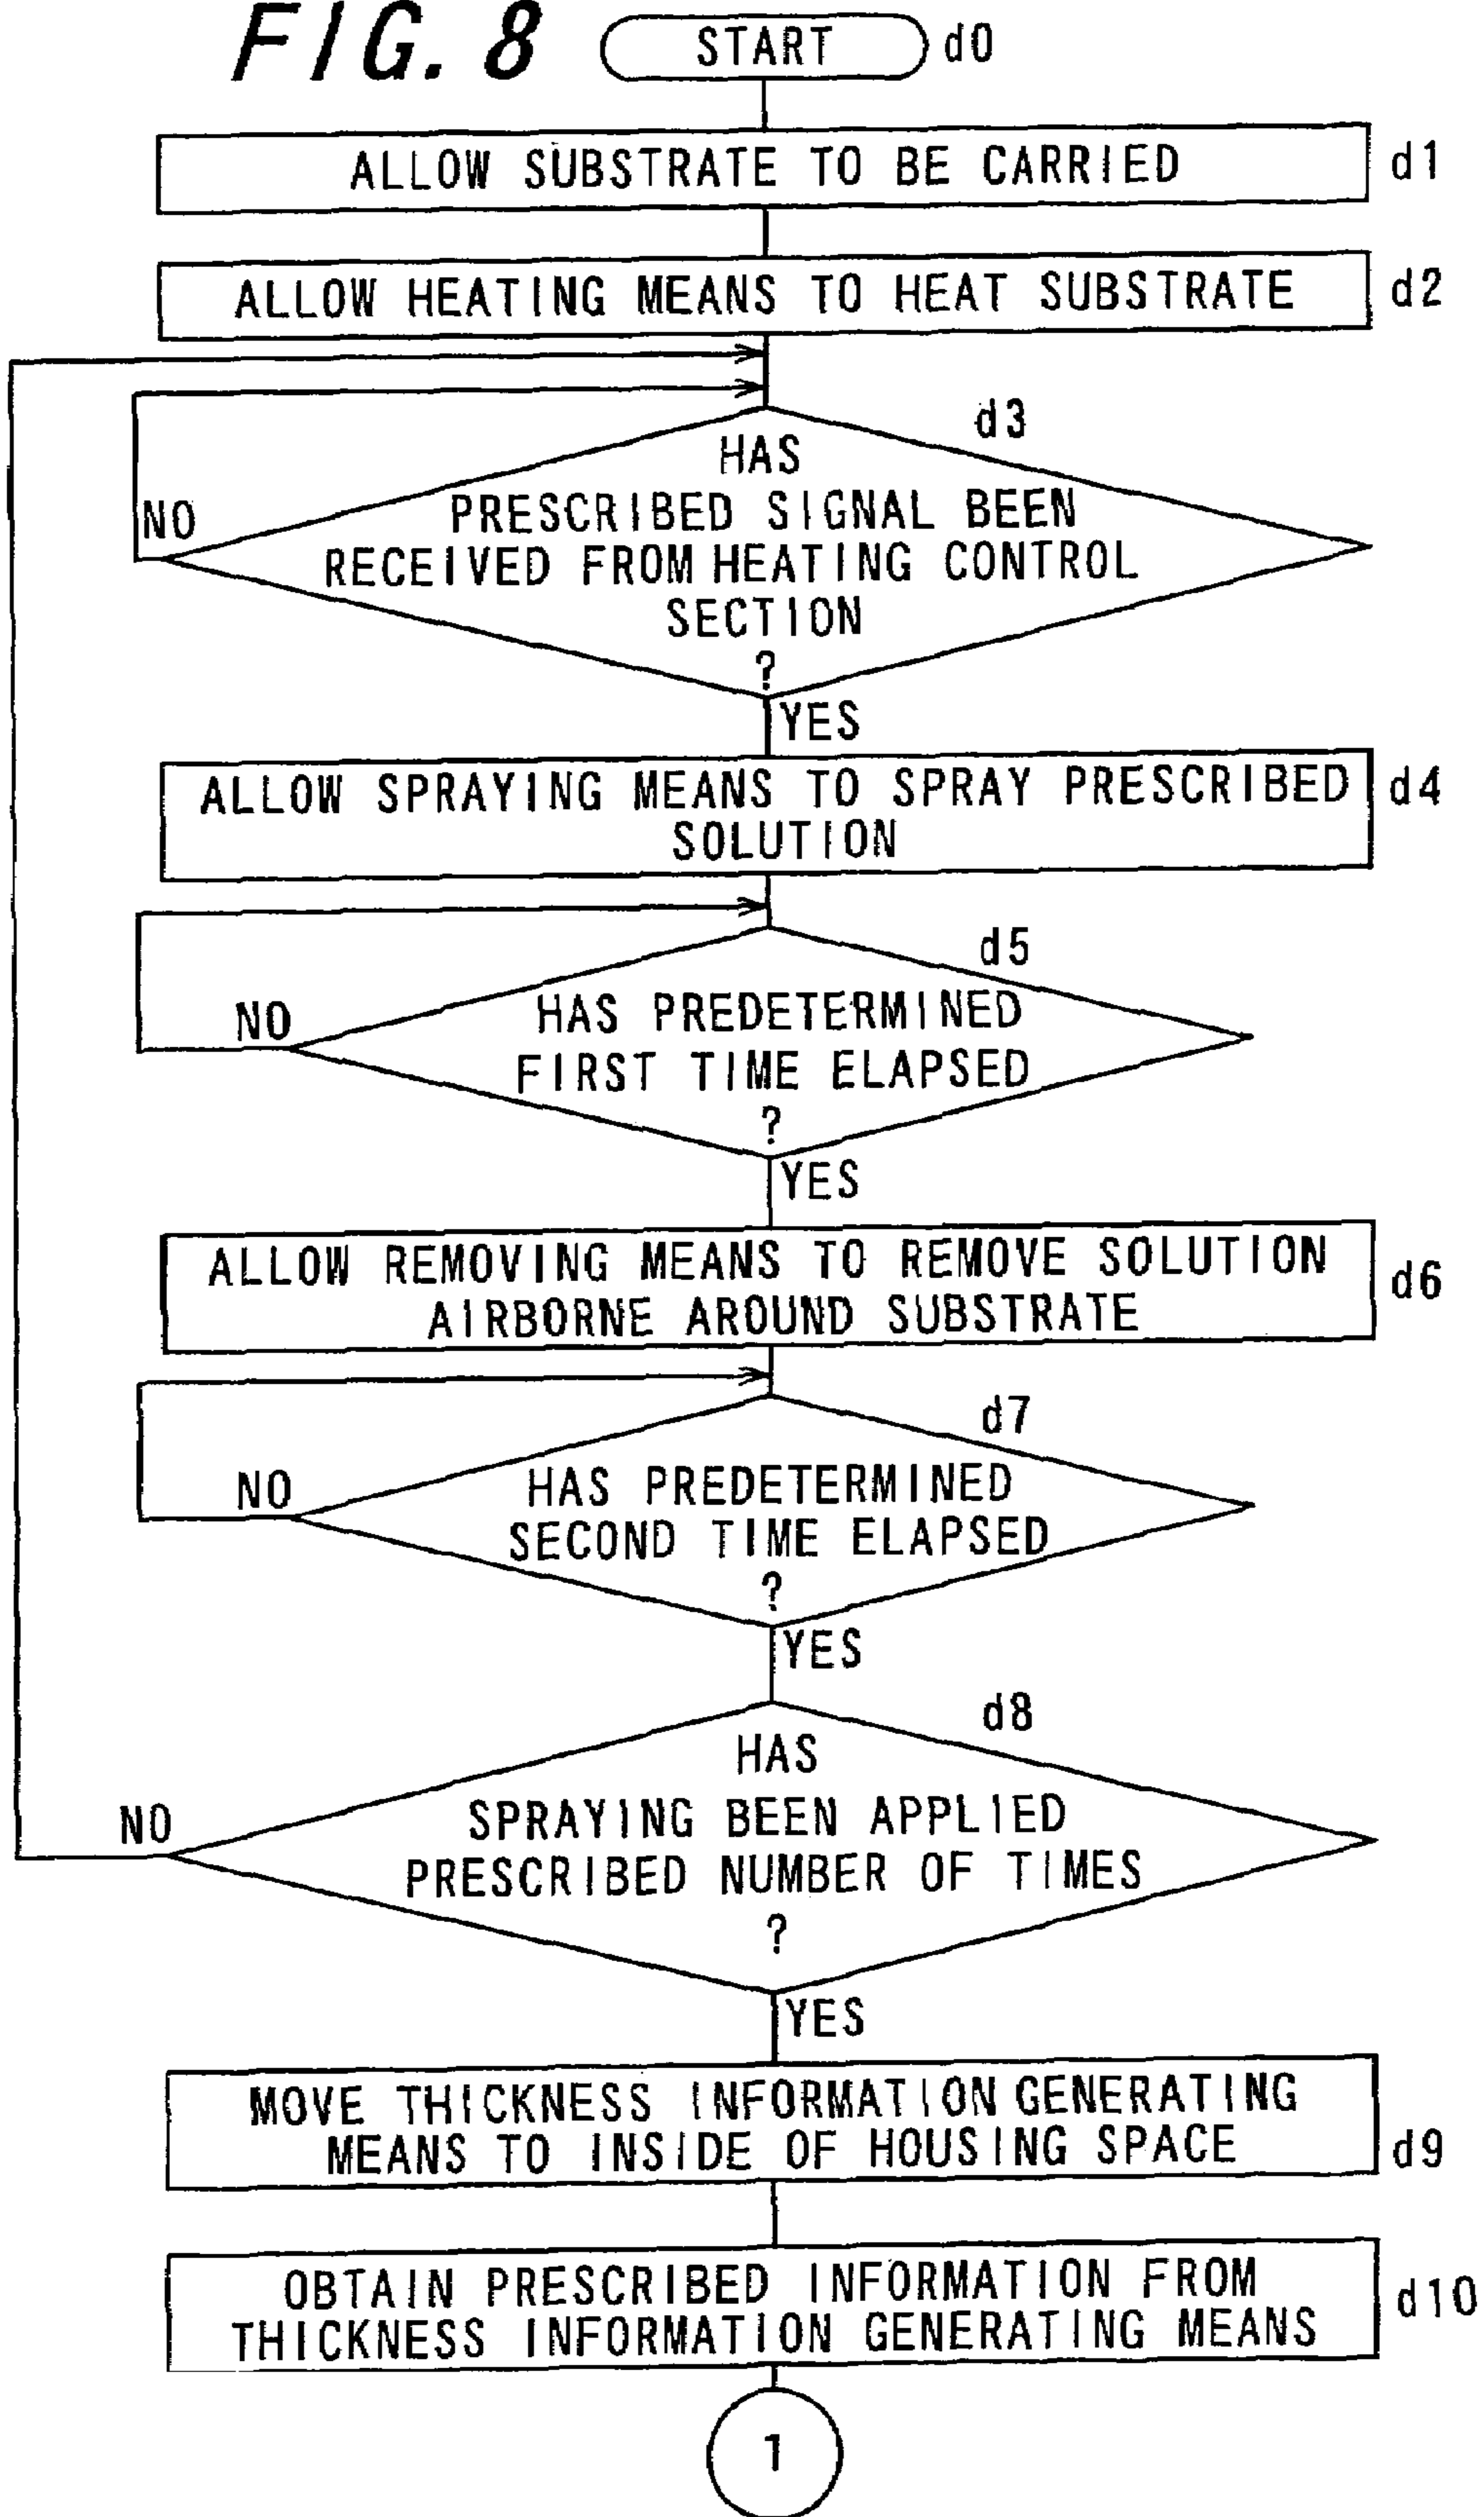 FIG. 8
START d0
ALLOW SUBSTRATE TO BE CARRIED d1
ALLOW HEATING MEANS TO HEAT SUBSTRATE d2
d3
HAS
NO
PRESCRIBED SIGNAL BEEN
RECEIVED FROM HEATING CONTROL
SECTION
?
YES
ALLOW SPRAYING MEANS TO SPRAY PRESCRIBED d4
SOLUTION
d5
NO
HAS PREDETERMINED
FIRST TIME ELAPSED
?
YES
ALLOW REMOVING MEANS TO REMOVE SOLUTION d6
AIRBORNE AROUND SUBSTRATE
d7
NO
HAS PREDETERMINED
SECOND TIME ELAPSED
?
YES
d8
HAS
NO
SPRAYING BEEN APPLIED
PRESCRIBED NUMBER OF TIMES
?
YES
MOVE THICKNESS INFORMATION GENERATING
MEANS TO INSIDE OF HOUSING SPACE d9
OBTAIN PRESCRIBED INFORMATION FROM d10
THICKNESS INFORMATION GENERATING MEANS
1